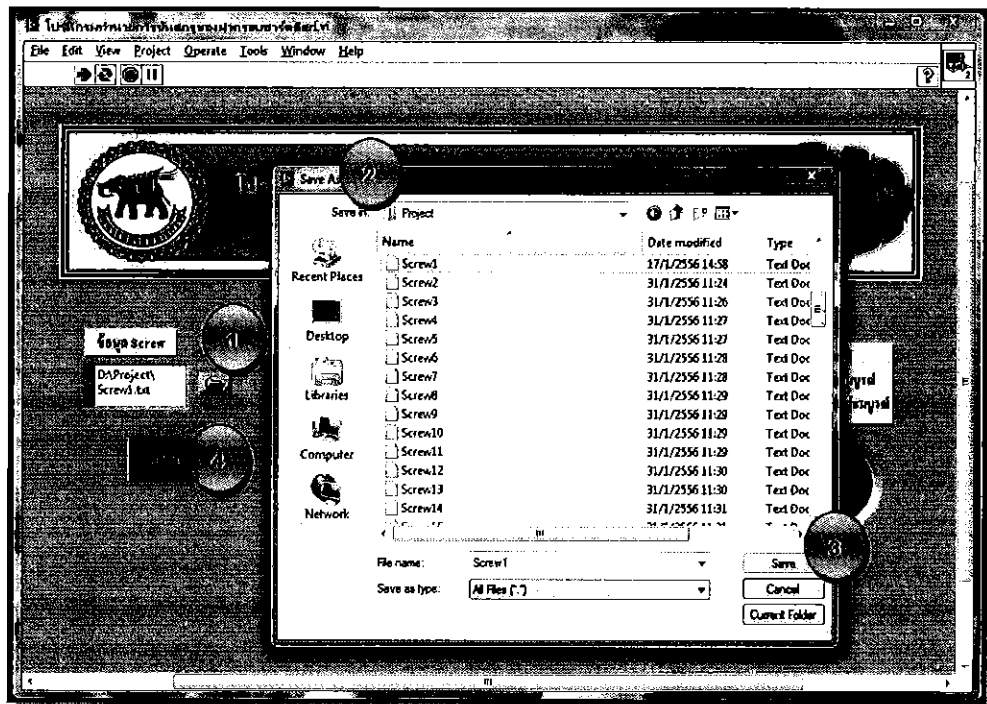 File Edit View Project Operate Tools Window Help
2
Save As
2
Save in: Project
Name Date modified Type
Recent Places
Desktop
Libraries
Computer
Network
Screw1 17/1/2556 14:58 Text Doc
Screw2 31/1/2556 11:24 Text Doc
Screw3 31/1/2556 11:26 Text Doc
Screw4 31/1/2556 11:27 Text Doc
Screw5 31/1/2556 11:27 Text Doc
Screw6 31/1/2556 11:28 Text Doc
Screw7 31/1/2556 11:28 Text Doc
Screw8 31/1/2556 11:29 Text Doc
Screw9 31/1/2556 11:29 Text Doc
Screw10 31/1/2556 11:29 Text Doc
Screw11 31/1/2556 11:29 Text Doc
Screw12 31/1/2556 11:30 Text Doc
Screw13 31/1/2556 11:30 Text Doc
Screw14 31/1/2556 11:31 Text Doc
ข้อมูล Screw
1
D:\Project\
Screw1.txt
4
3
File name: Screw1 Save
Save as type: All Files (*.*) Cancel
Current Folder